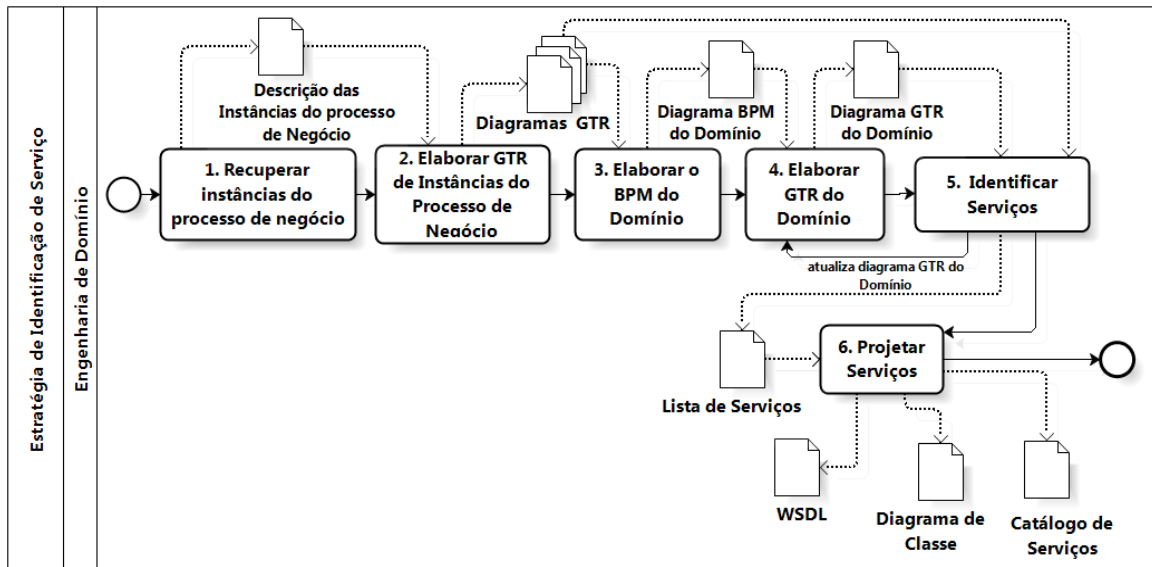 Estratégia de Identificação de Serviço
Engenharia de Domínio
Descrição das
Instâncias do processo
de Negócio
Diagramas GTR
Diagrama BPM
do Domínio
Diagrama GTR
do Domínio
1. Recuperar
instâncias do
processo de negócio
2. Elaborar GTR
de Instâncias do
Processo de
Negócio
3. Elaborar o
BPM do
Domínio
4. Elaborar
GTR do
Domínio
5. Identificar
Serviços
atualiza diagrama GTR do
Domínio
Lista de Serviços
6. Projetar
Serviços
WSDL
Diagrama de
Classe
Catálogo de
Serviços